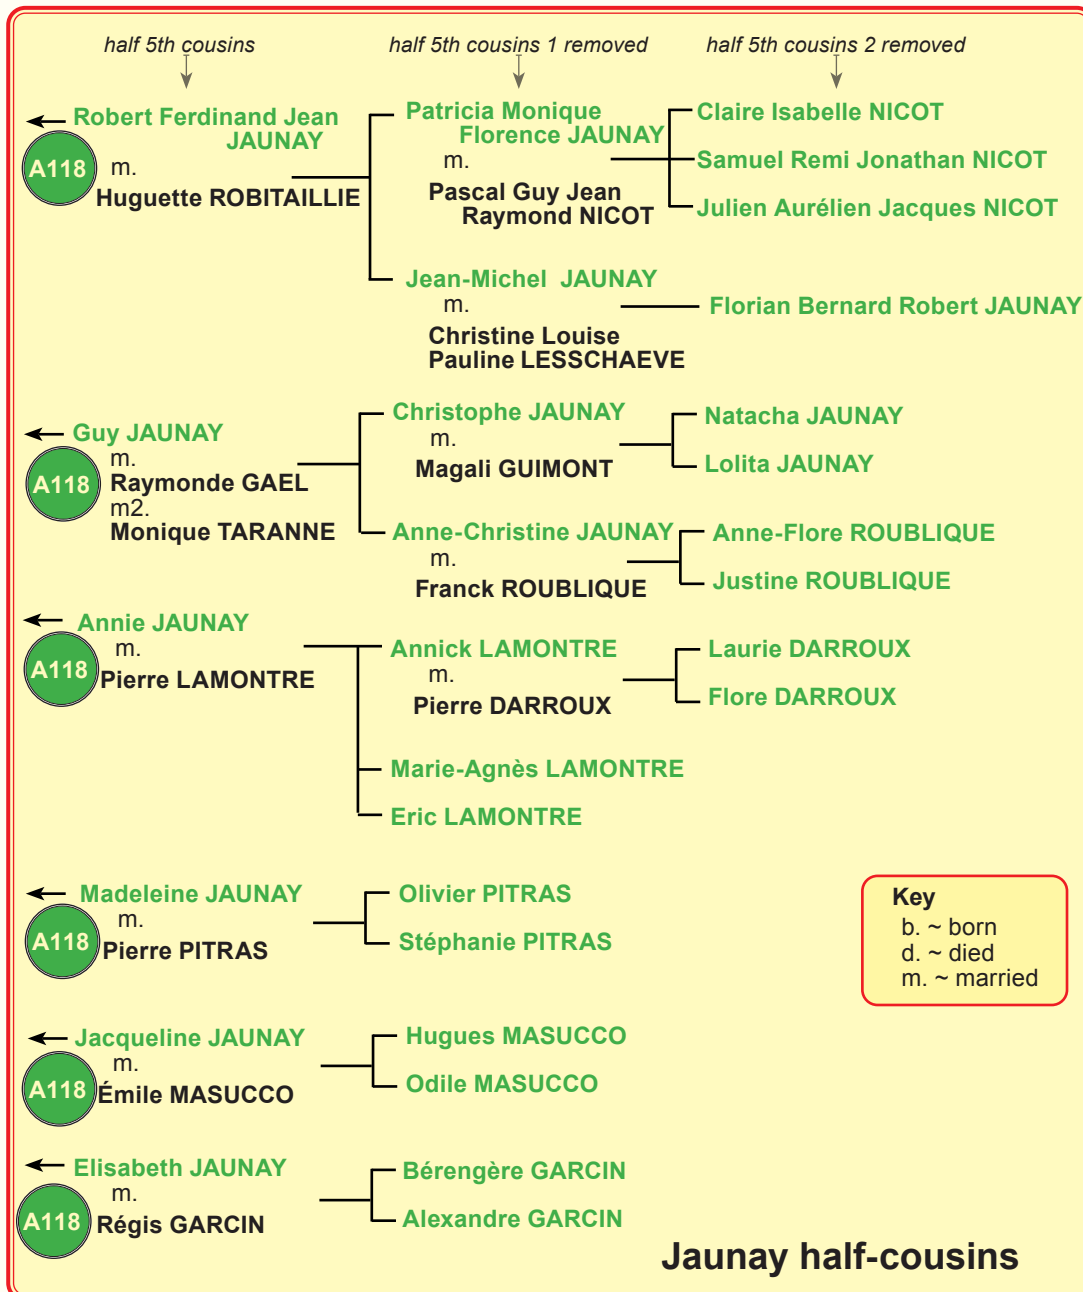 half 5th cousins
half 5th cousins 1 removed
half 5th cousins 2 removed
Robert Ferdinand Jean
JAUNAY
A118
m.
Huguette ROBITAILLIE
Patricia Monique
Florence JAUNAY
m.
Pascal Guy Jean
Raymond NICOT
Claire Isabelle NICOT
Samuel Remi Jonathan NICOT
Julien Aurélien Jacques NICOT
Jean-Michel JAUNAY
m.
Christine Louise
Pauline LESSCHAEVE
Florian Bernard Robert JAUNAY
Guy JAUNAY
A118
m.
Raymonde GAEL
m2.
Monique TARANNE
Christophe JAUNAY
m.
Magali GUIMONT
Natacha JAUNAY
Lolita JAUNAY
Anne-Christine JAUNAY
m.
Franck ROUBLIQUE
Anne-Flore ROUBLIQUE
Justine ROUBLIQUE
Annie JAUNAY
A118
m.
Pierre LAMONTRE
Annick LAMONTRE
m.
Pierre DARROUX
Laurie DARROUX
Flore DARROUX
Marie-Agnès LAMONTRE
Eric LAMONTRE
Madeleine JAUNAY
A118
m.
Pierre PITRAS
Olivier PITRAS
Stéphanie PITRAS
Key
b. ~ born
d. ~ died
m. ~ married
Jacqueline JAUNAY
A118
m.
Émile MASUCCO
Hugues MASUCCO
Odile MASUCCO
Elisabeth JAUNAY
A118
m.
Régis GARCIN
Bérengère GARCIN
Alexandre GARCIN
Jaunay half-cousins